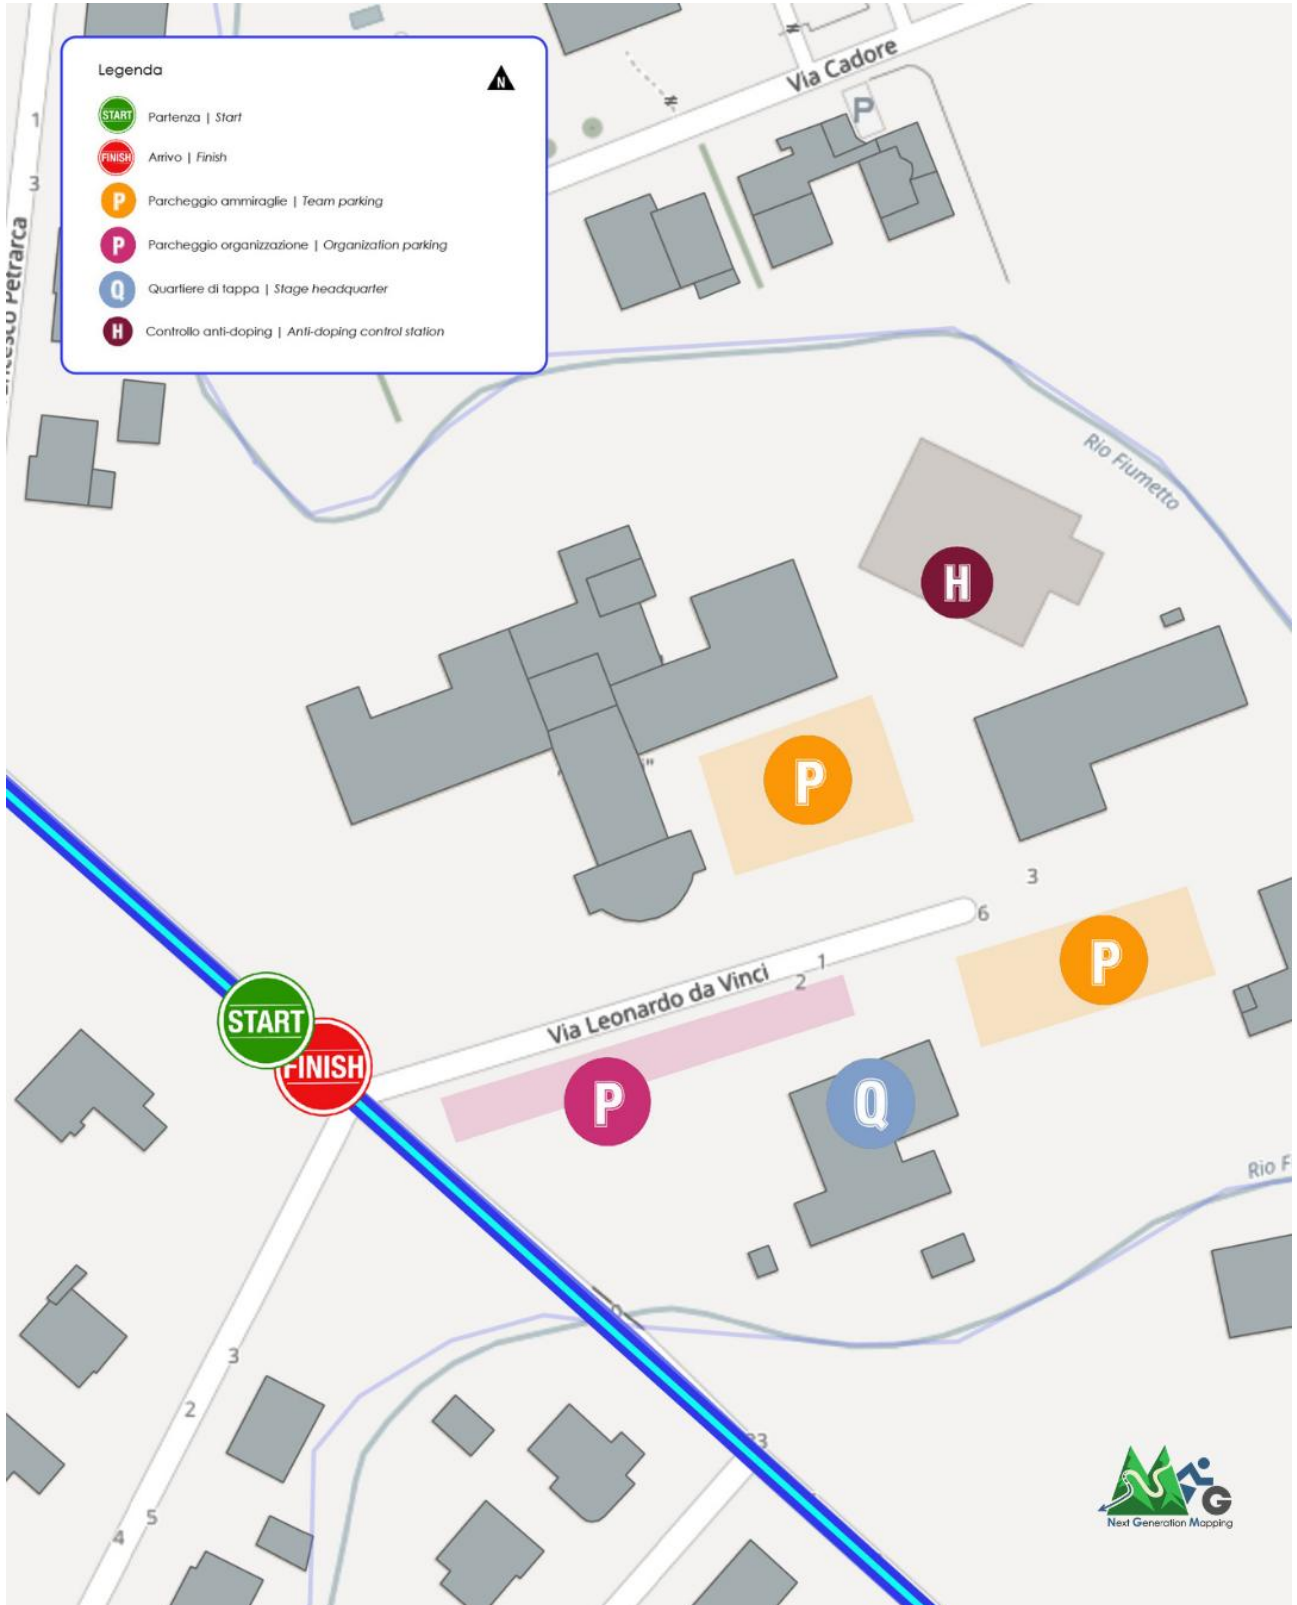 Via Cadore
P
Legenda
N
START Partenza | Start
FINISH Arrivo | Finish
P Parcheggio ammiraglie | Team parking
P Parcheggio organizzazione | Organization parking
Q Quartiere di tappa | Stage headquarter
H Controllo anti-doping | Anti-doping control station
1
3
Petrarca
Rio Fiumetto
H
"
P
3
6
P
1
2
Via Leonardo da Vinci
START
FINISH
P
Q
Rio F
3
2
33
5
4
Next Generation Mapping